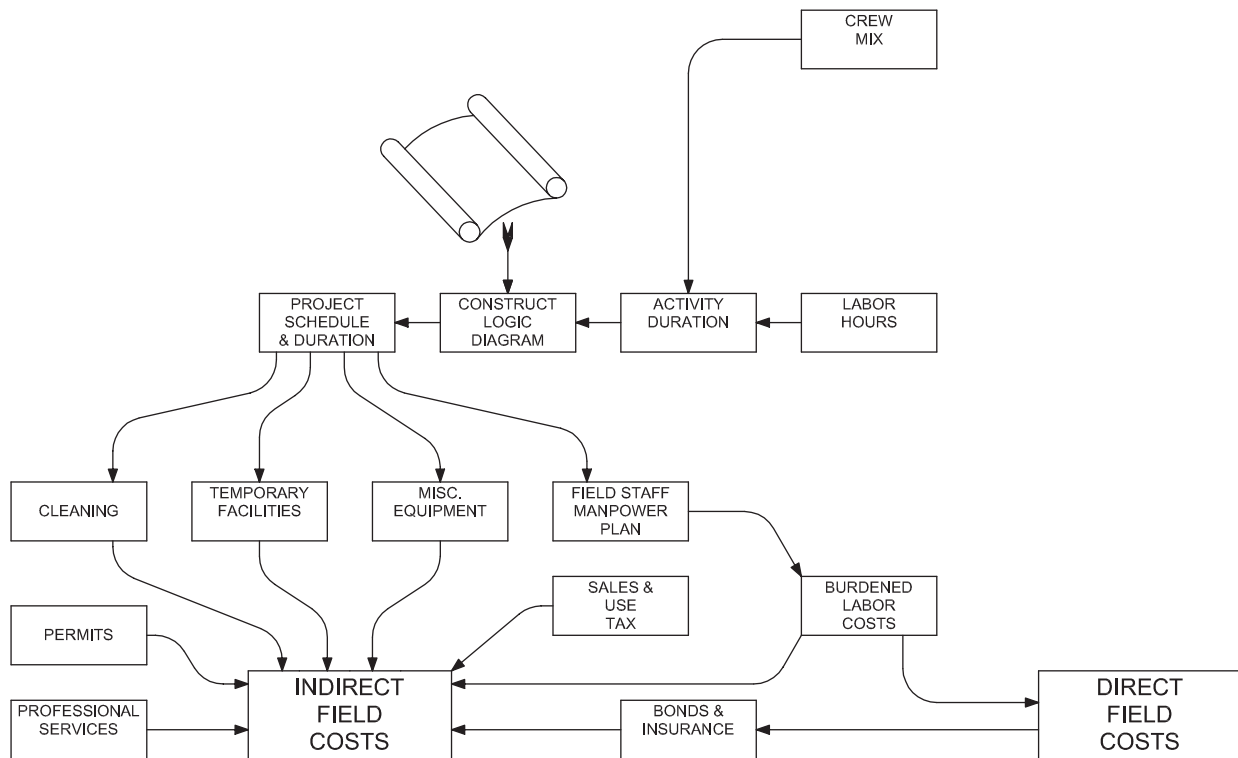 CREW
MIX
PROJECT
SCHEDULE
& DURATION
CONSTRUCT
LOGIC
DIAGRAM
ACTIVITY
DURATION
LABOR
HOURS
CLEANING
TEMPORARY
FACILITIES
MISC.
EQUIPMENT
FIELD STAFF
MANPOWER
PLAN
PERMITS
SALES &
USE
TAX
BURDENED
LABOR
COSTS
PROFESSIONAL
SERVICES
INDIRECT
FIELD
COSTS
BONDS &
INSURANCE
DIRECT
FIELD
COSTS